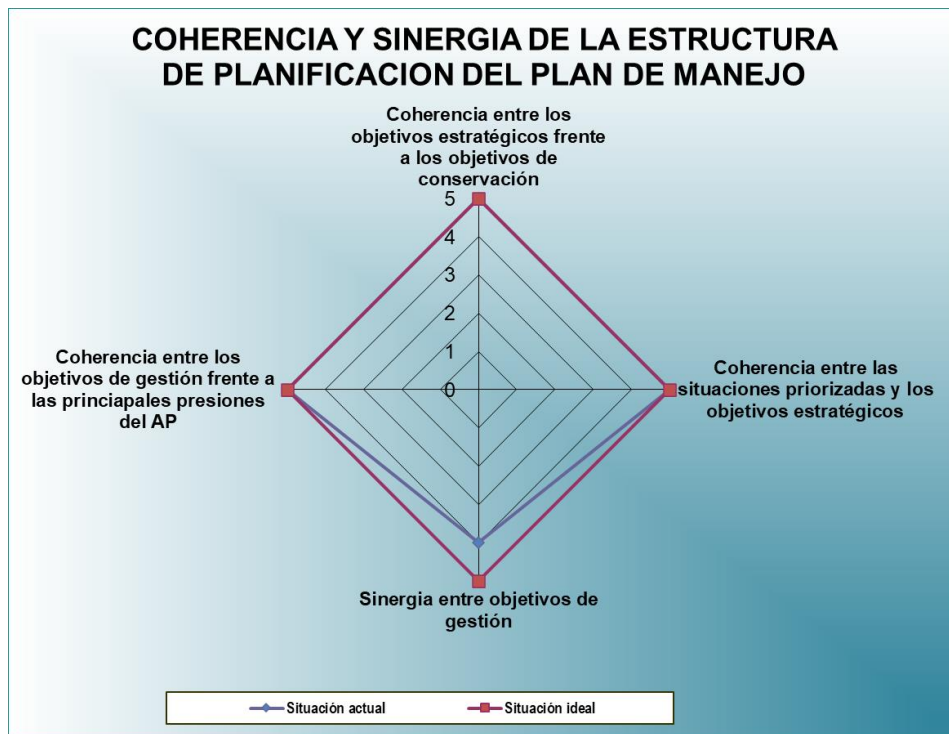 COHERENCIA Y SINERGIA DE LA ESTRUCTURA
DE PLANIFICACION DEL PLAN DE MANEJO
Coherencia entre los
objetivos estratégicos frente
a los objetivos de
conservación
5
4
3
2
1
0
Coherencia entre los
objetivos de gestión frente a
las princiapales presiones
del AP
Coherencia entre las
situaciones priorizadas y los
objetivos estratégicos
Sinergia entre objetivos de
gestión
Situación actual
Situación ideal